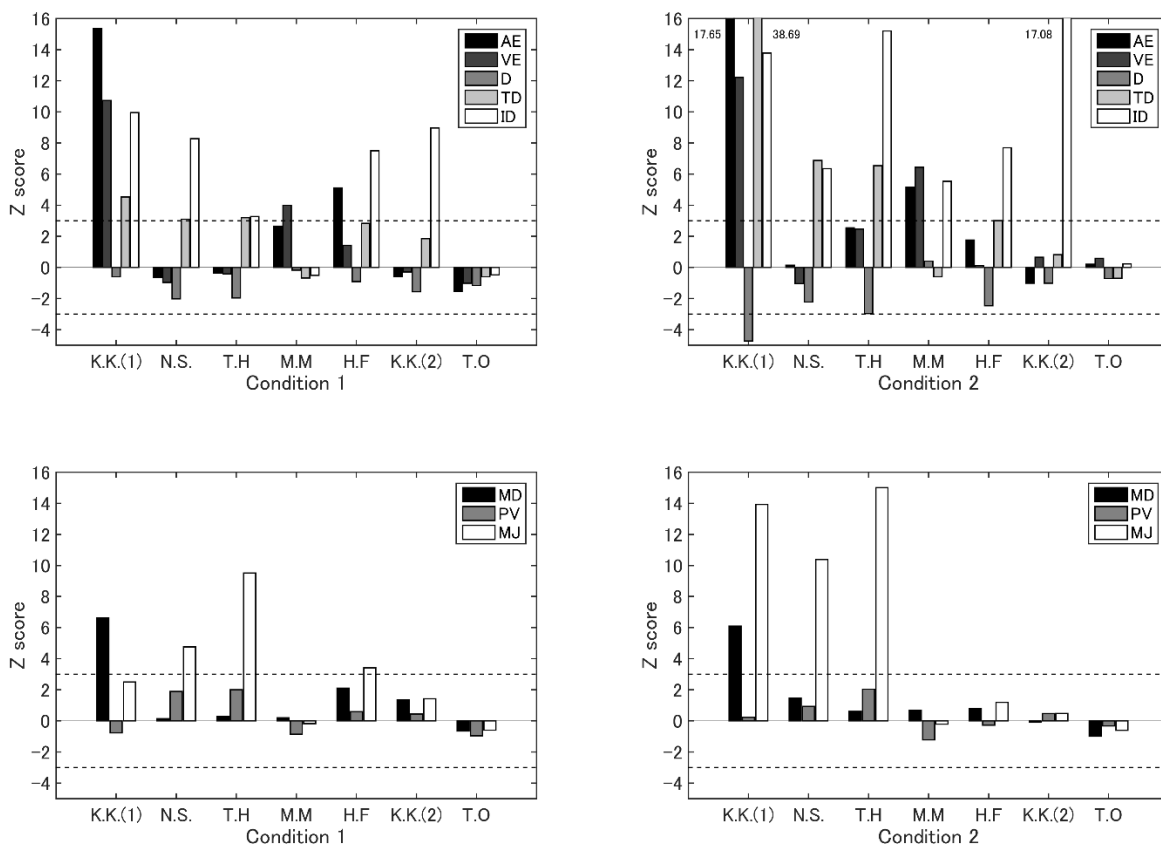 16
14
12
10
8
6
4
2
0
−2
−4
Z score
AE
VE
D
TD
ID
K.K.(1) N.S. T.H M.M H.F K.K.(2) T.O
Condition 1
16
14
12
10
8
6
4
2
0
−2
−4
Z score
17.65 38.69 17.08
AE
VE
D
TD
ID
K.K.(1) N.S. T.H M.M H.F K.K.(2) T.O
Condition 2
16
14
12
10
8
6
4
2
0
−2
−4
Z score
MD
PV
MJ
K.K.(1) N.S. T.H M.M H.F K.K.(2) T.O
Condition 1
16
14
12
10
8
6
4
2
0
−2
−4
Z score
MD
PV
MJ
K.K.(1) N.S. T.H M.M H.F K.K.(2) T.O
Condition 2